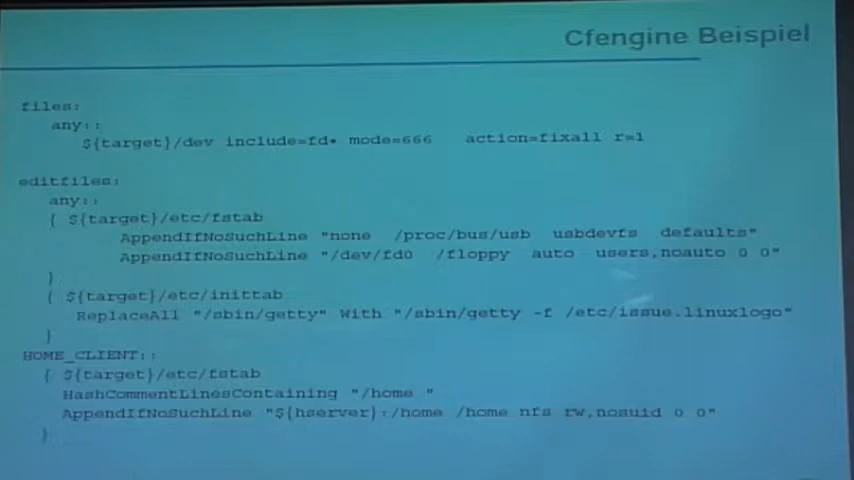 Cfengine Beispiel
files:
any::
${target}/dev include=fd* mode=666 action=fixall r=1
editfiles:
any::
{ ${target}/etc/fstab
AppendIfNoSuchLine "none /proc/bus/usb usbdevfs defaults"
AppendIfNoSuchLine "/dev/fd0 /floppy auto users,noauto 0 0"
}
{ ${target}/etc/inittab
ReplaceAll "/sbin/getty" With "/sbin/getty -f /etc/issue.linuxlogo"
}
HOME_CLIENT::
{ ${target}/etc/fstab
HashCommentLinesContaining "/home "
AppendIfNoSuchLine "${hserver}:/home /home nfs rw,nosuid 0 0"
}